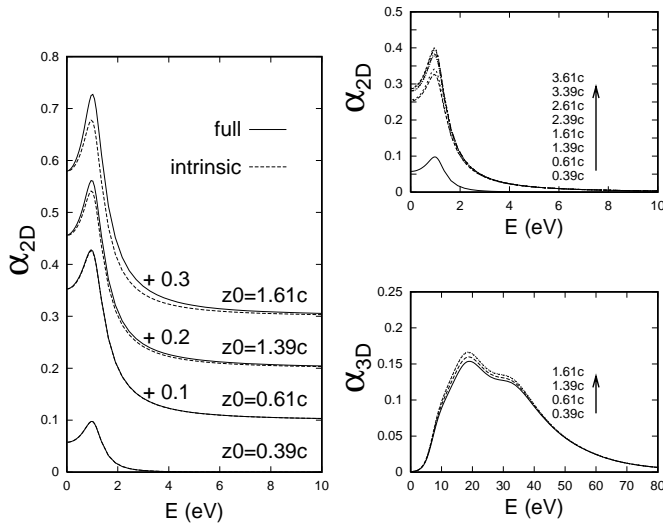 0.8
0.7
0.6
0.5
0.4
0.3
0.2
0.1
0
α2D
full
intrinsic
+ 0.3
z0=1.61c
+ 0.2
z0=1.39c
+ 0.1
z0=0.61c
z0=0.39c
0 2 4 6 8 10
E (eV)
0.5
0.4
0.3
0.2
0.1
0
α2D
3.61c
3.39c
2.61c
2.39c
1.61c
1.39c
0.61c
0.39c
0 2 4 6 8 10
E (eV)
0.25
0.20
0.15
0.10
0.05
0
α3D
1.61c
1.39c
0.61c
0.39c
0 10 20 30 40 50 60 70 80
E (eV)